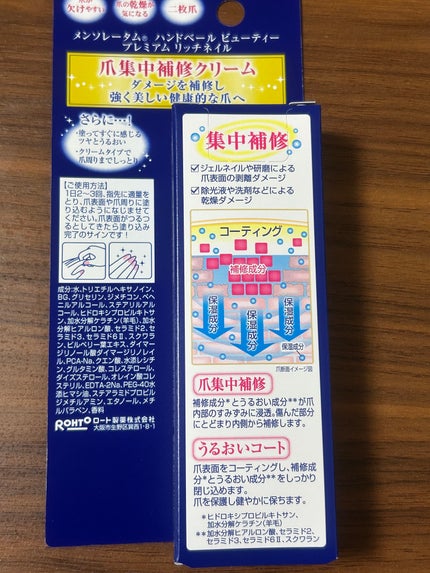 欠けやすい
爪の乾燥が
気になる
二枚爪
メンソレータム® ハンドベール ビューティー
プレミアム リッチネイル
爪集中補修クリーム
ダメージを補修し
強く美しい健康的な爪へ
さらに…!
・塗ってすぐに感じる
ツヤとうるおい
・クリームタイプで
爪周りまでしっとり
【ご使用方法】
1日2〜3回、指先に適量を
とり、爪表面や爪周りに塗
り込むようになじませて
ください。爪表面がつるつ
るとしてきたら塗り込み
完了のサインです!
成分:水、トリエチルヘキサノイン、
BG、グリセリン、ジメチコン、ベヘ
ニルアルコール、ステアリルアル
コール、ヒドロキシプロピルキト
サン、加水分解ケラチン(羊毛)、加水
分解ヒアルロン酸、セラミド2、セ
ラミド3、セラミド6Ⅱ、スクワラ
ン、ビルベリー葉エキス、ダイマー
ジリノール酸ダイマージリノレイ
ル、PCA-Na、クエン酸、水添レシチ
ン、グルタミン酸、コレステロール、
ダイズステロール、オレイン酸コレ
ステリル、EDTA-2Na、PEG-40水
添ヒマシ油、ステアラミドプロピル
ジメチルアミン、エタノール、メチ
ルパラベン、香料
ROHTO ロート製薬株式会社
大阪市生野区巽西1-8-1
集中補修
ジェルネイルや研磨による
爪表面の剥離ダメージ
除光液や洗剤などによる
乾燥ダメージ
コーティング
補修成分
保湿成分
保湿成分
保湿成分
保湿成分
爪断面イメージ図
爪集中補修
補修成分*とうるおい成分**が爪
内部のすみずみに浸透。傷んだ部分
にとどまり内側から補修します。
うるおいコート
爪表面をコーティングし、補修成
分*とうるおい成分**をしっかり
閉じ込めます。
爪を保護し健やかに保ちます。
*ヒドロキシプロピルキトサン、
加水分解ケラチン(羊毛)
**加水分解ヒアルロン酸、セラミド2、
セラミド3、セラミド6Ⅱ、スクワラン